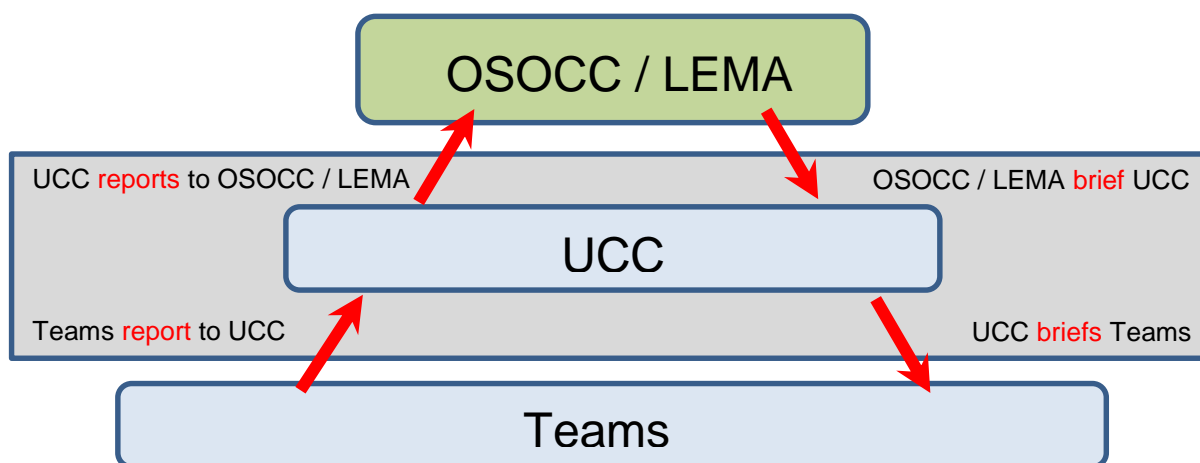 OSOCC / LEMA
UCC reports to OSOCC / LEMA
OSOCC / LEMA brief UCC
UCC
Teams report to UCC
UCC briefs Teams
Teams